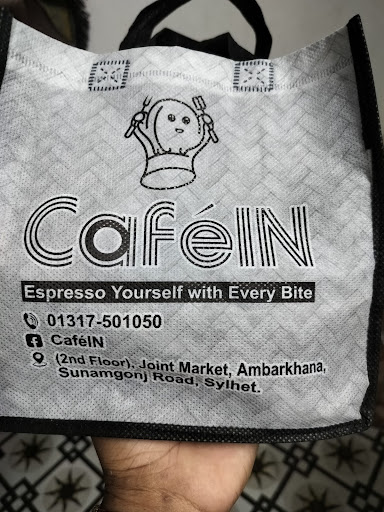 CaféIN
Espresso Yourself with Every Bite
01317-501050
CaféIN
(2nd Floor), Joint Market, Ambarkhana,
Sunamgonj Road, Sylhet.